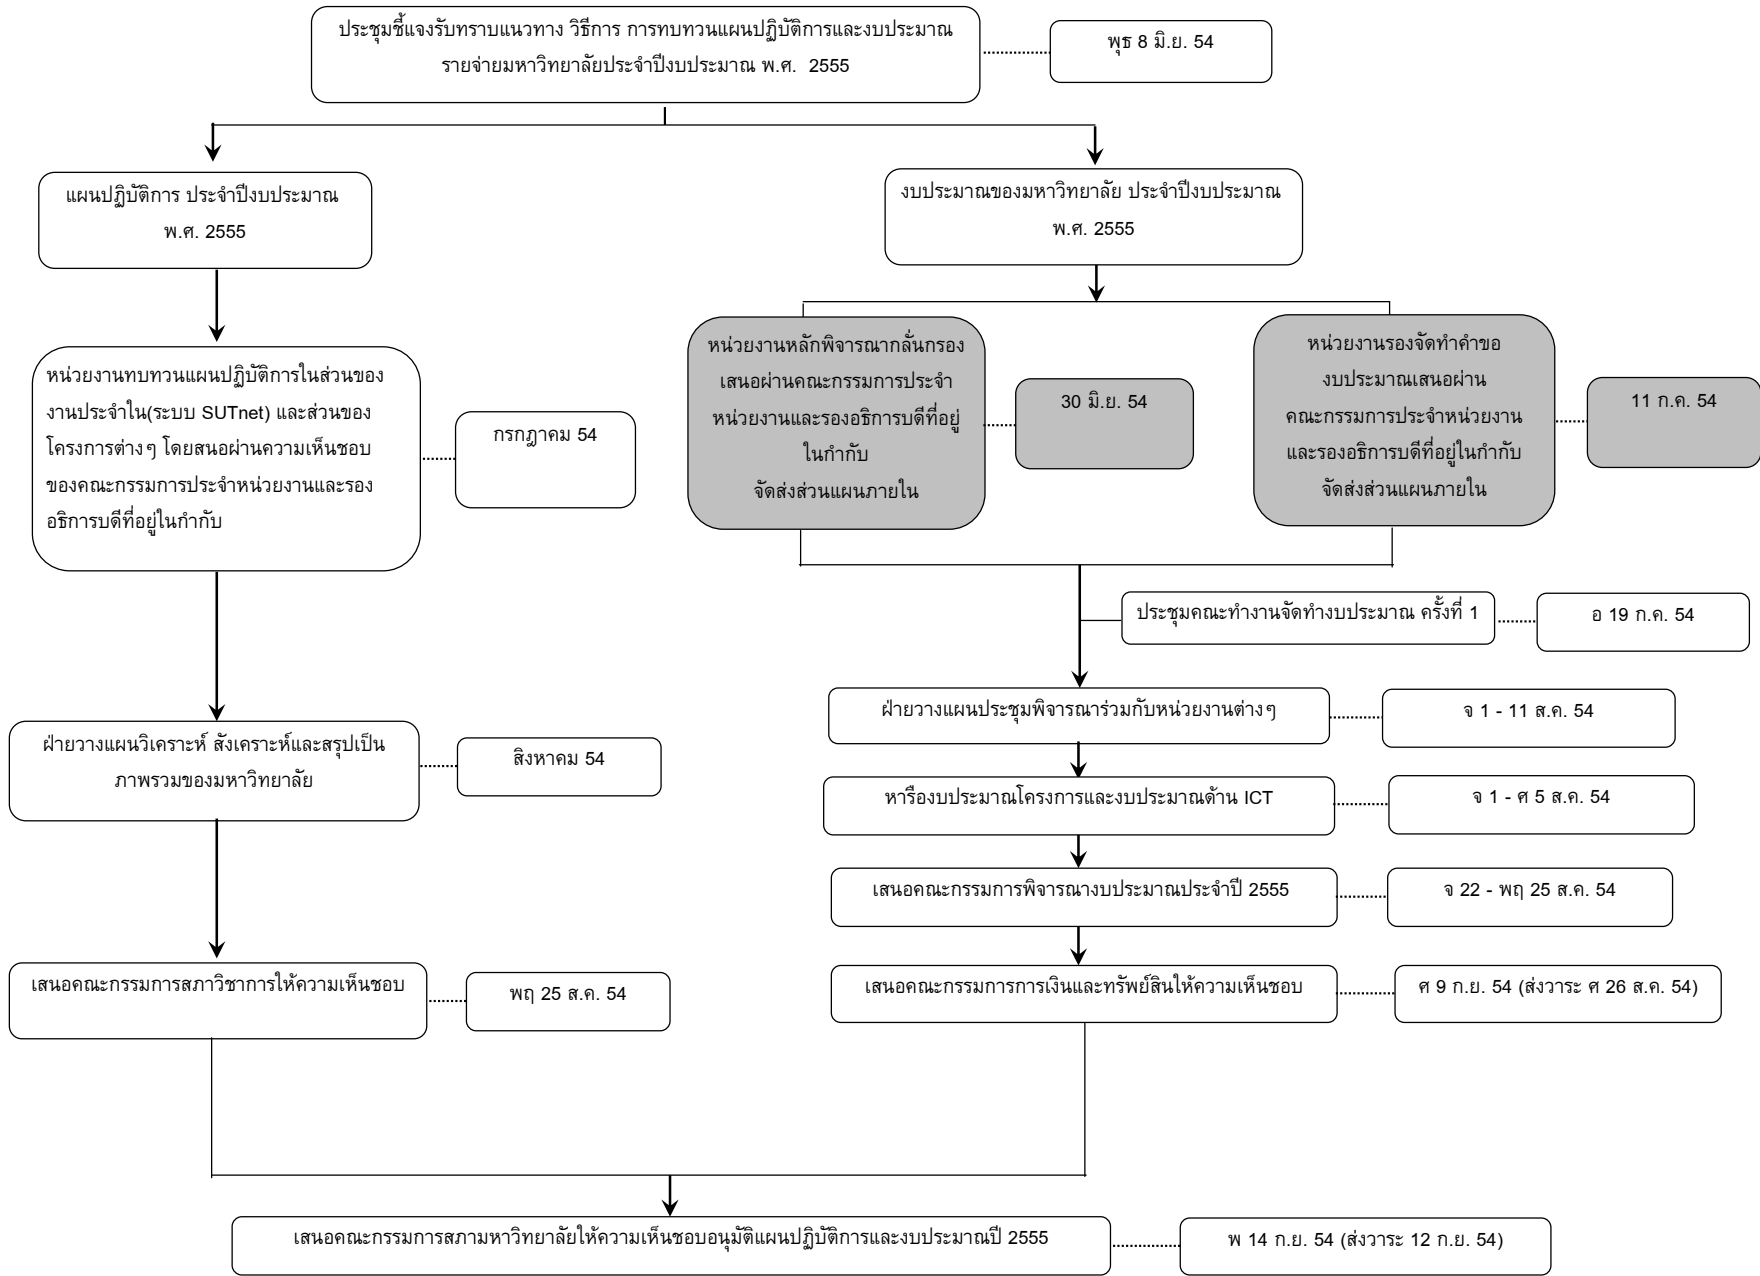 ประชุมชี้แจงรับทราบแนวทาง วิธีการ การทบทวนแผนปฏิบัติการและงบประมาณ
รายจ่ายมหาวิทยาลัยประจำปีงบประมาณ พ.ศ. 2555
พุธ 8 มิ.ย. 54
แผนปฏิบัติการ ประจำปีงบประมาณ
พ.ศ. 2555
งบประมาณของมหาวิทยาลัย ประจำปีงบประมาณ
พ.ศ. 2555
หน่วยงานทบทวนแผนปฏิบัติการในส่วนของ
งานประจำใน(ระบบ SUTnet) และส่วนของ
โครงการต่างๆ โดยสนอผ่านความเห็นชอบ
ของคณะกรรมการประจำหน่วยงานและรอง
อธิการบดีที่อยู่ในกำกับ
กรกฎาคม 54
หน่วยงานหลักพิจารณากลั่นกรอง
เสนอผ่านคณะกรรมการประจำ
หน่วยงานและรองอธิการบดีที่อยู่
ในกำกับ
จัดส่งส่วนแผนภายใน
30 มิ.ย. 54
หน่วยงานรองจัดทำคำขอ
งบประมาณเสนอผ่าน
คณะกรรมการประจำหน่วยงาน
และรองอธิการบดีที่อยู่ในกำกับ
จัดส่งส่วนแผนภายใน
11 ก.ค. 54
ประชุมคณะทำงานจัดทำงบประมาณ ครั้งที่ 1
อ 19 ก.ค. 54
ฝ่ายวางแผนวิเคราะห์ สังเคราะห์และสรุปเป็น
ภาพรวมของมหาวิทยาลัย
สิงหาคม 54
ฝ่ายวางแผนประชุมพิจารณาร่วมกับหน่วยงานต่างๆ
จ 1 - 11 ส.ค. 54
หารืองบประมาณโครงการและงบประมาณด้าน ICT
จ 1 - ศ 5 ส.ค. 54
เสนอคณะกรรมการพิจารณางบประมาณประจำปี 2555
จ 22 - พฤ 25 ส.ค. 54
เสนอคณะกรรมการสภาวิชาการให้ความเห็นชอบ
พฤ 25 ส.ค. 54
เสนอคณะกรรมการการเงินและทรัพย์สินให้ความเห็นชอบ
ศ 9 ก.ย. 54 (ส่งวาระ ศ 26 ส.ค. 54)
เสนอคณะกรรมการสภามหาวิทยาลัยให้ความเห็นชอบอนุมัติแผนปฏิบัติการและงบประมาณปี 2555
พ 14 ก.ย. 54 (ส่งวาระ 12 ก.ย. 54)